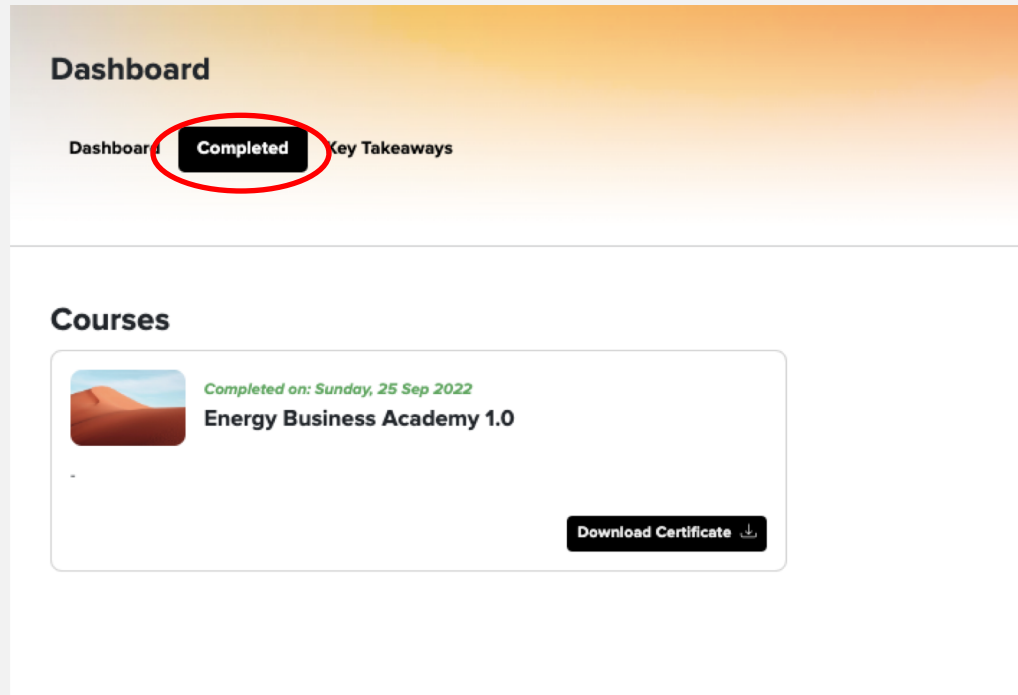 Dashboard
Dashboard Completed Key Takeaways
Courses
Completed on: Sunday, 25 Sep 2022
Energy Business Academy 1.0
-
Download Certificate